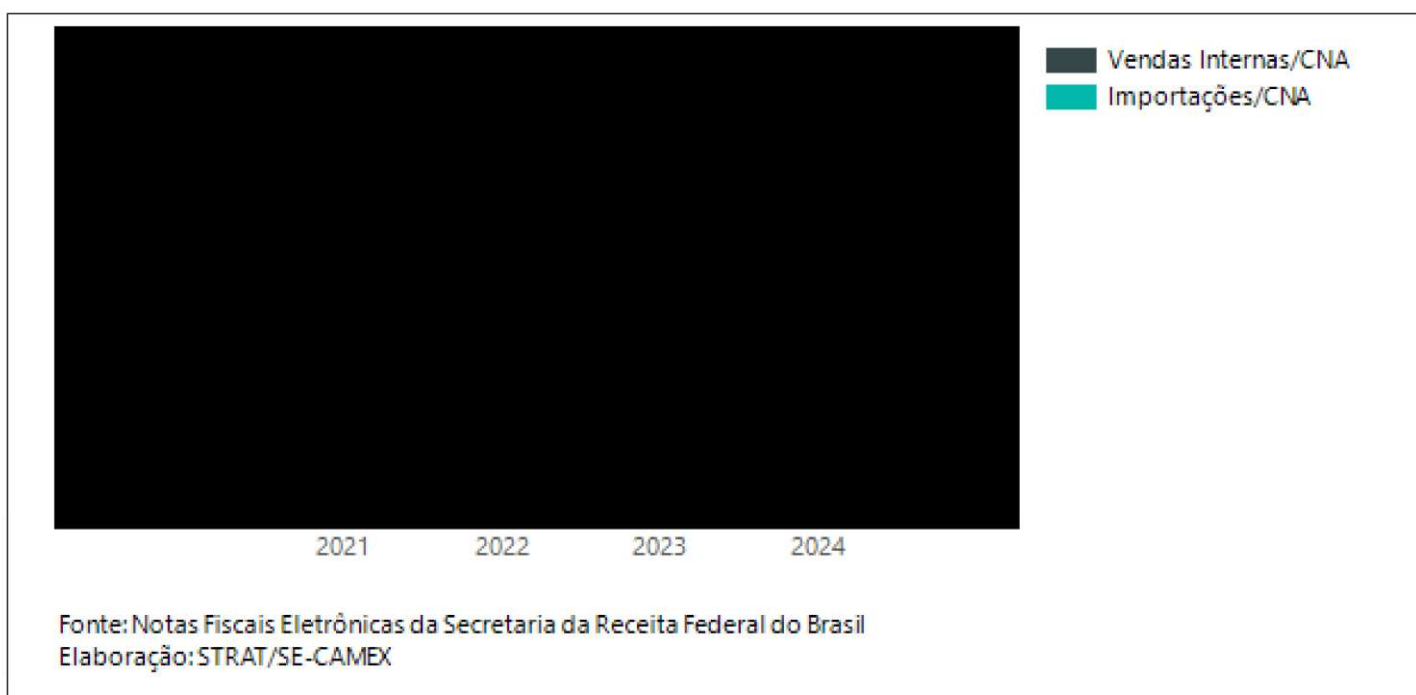 Vendas Internas/CNA
Importações/CNA
2021 2022 2023 2024
Fonte: Notas Fiscais Eletrônicas da Secretaria da Receita Federal do Brasil
Elaboração: STRAT/SE-CAMEX